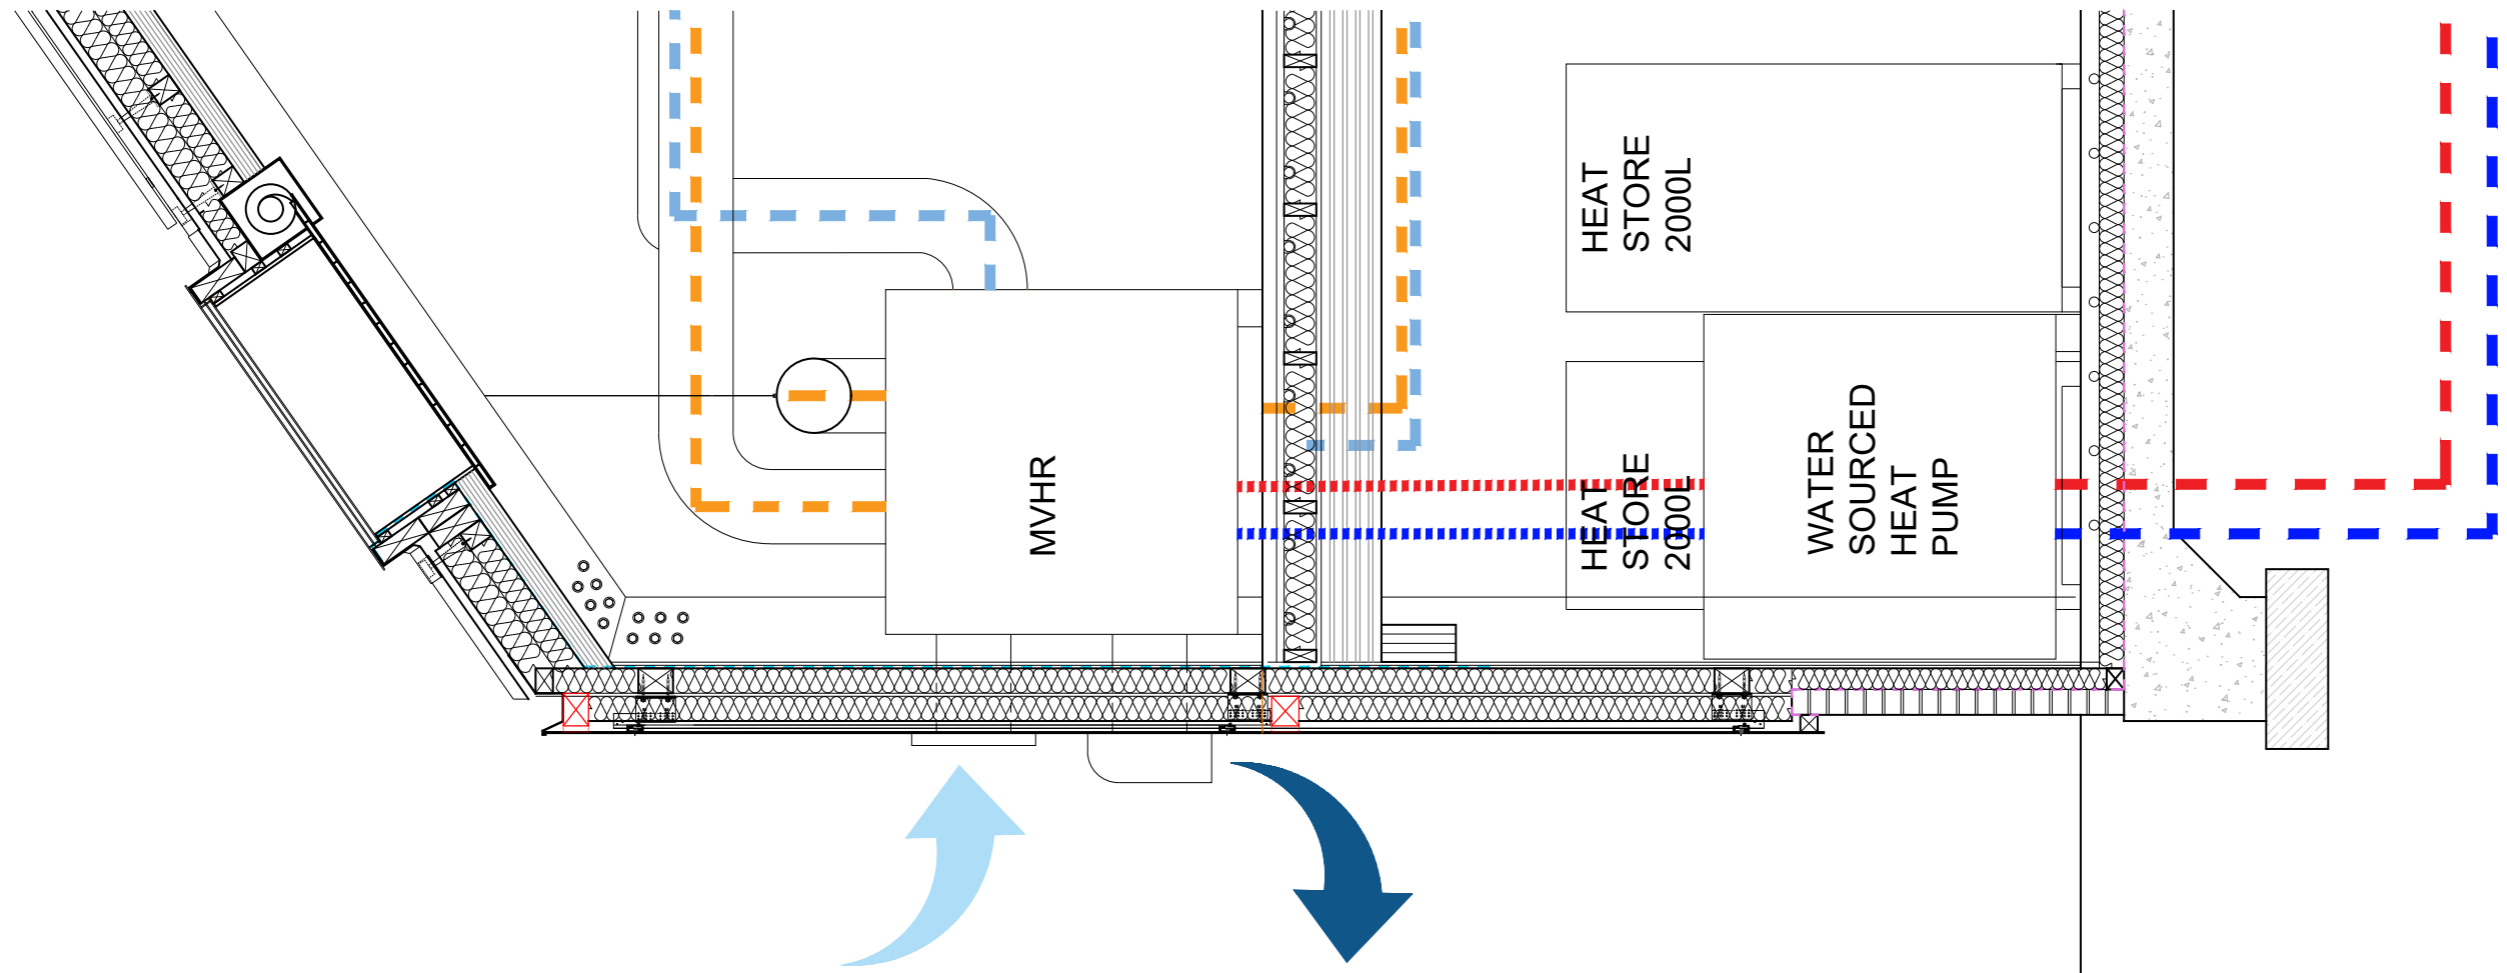 MVHR
HEAT
STORE
2000L
HEAT
STORE
2000L
WATER
SOURCED
HEAT
PUMP